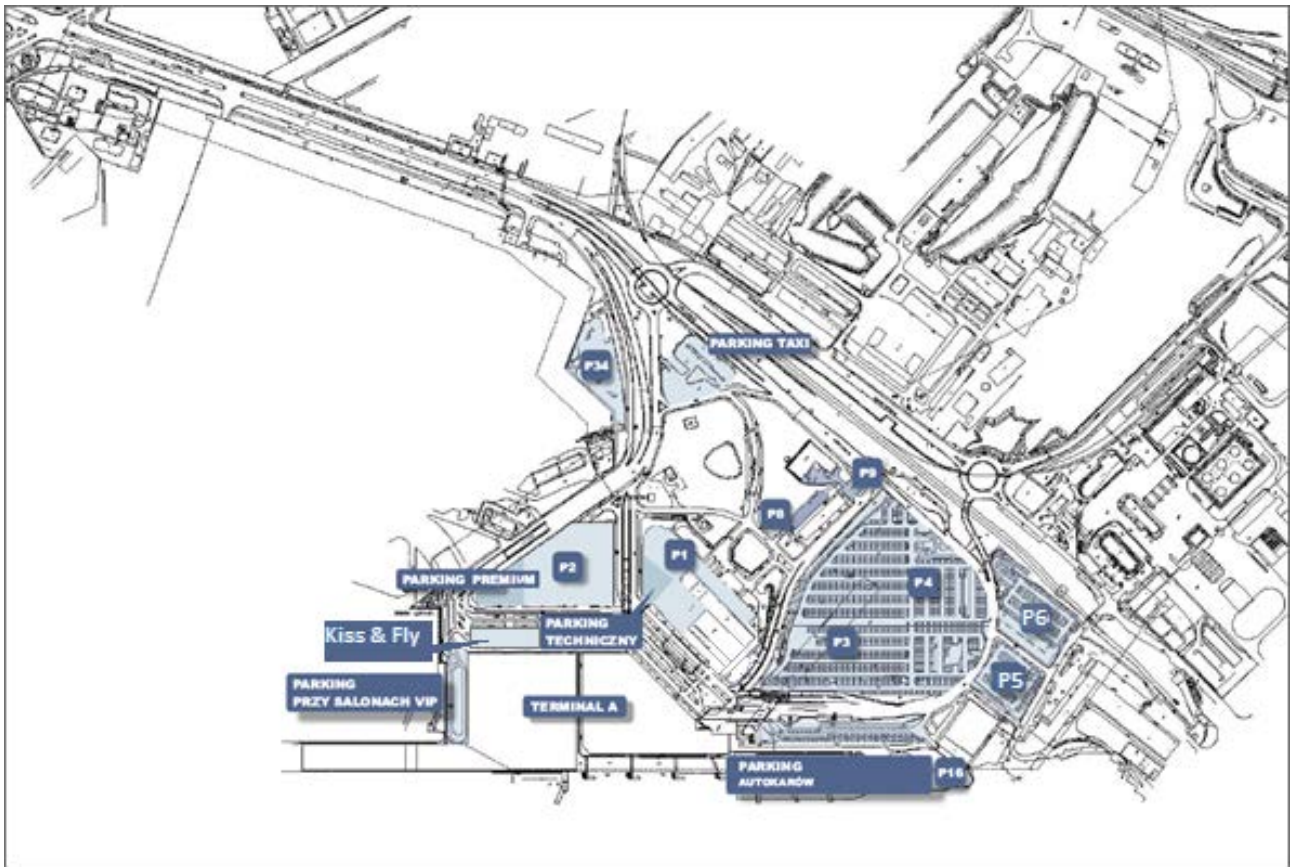 PARKING TAXI
P34
P9
P8
P1
P2
P4
PARKING PREMIUM
P6
PARKING
TECHNICZNY
Kiss & Fly
P3
P5
PARKING
PRZY SALONACH VIP
TERMINAL A
PARKING
AUTOKARÓW
P16